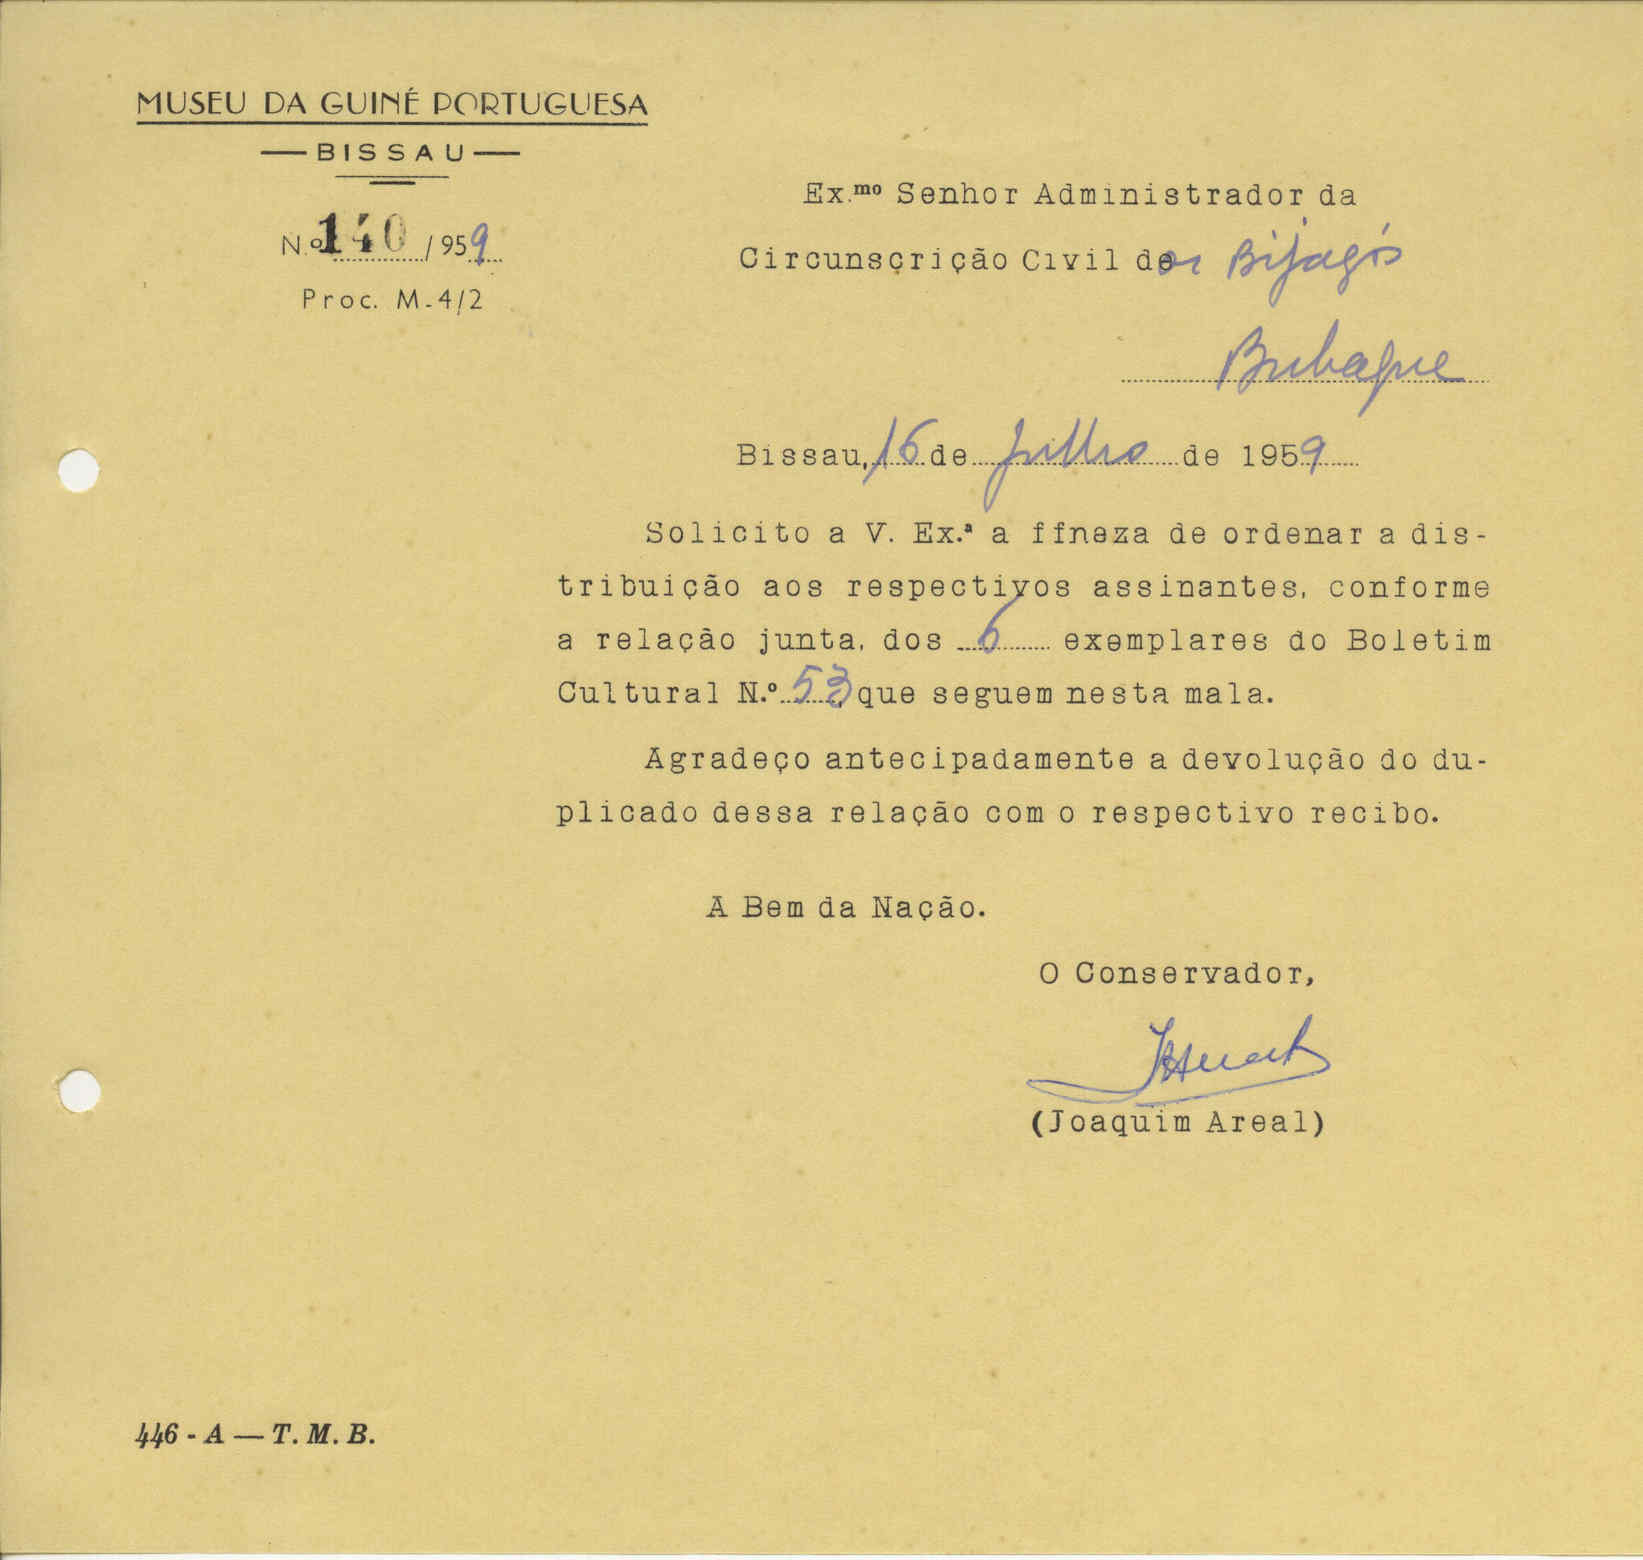 MUSEU DA GUINÉ PORTUGUESA
— BISSAU —
N.º 140 / 959
Proc. M-4/2
Ex.mo Senhor Administrador da
Circunscrição Civil dos Bijagós
Bubaque
Bissau, 16 de Julho de 1959
Solicito a V. Ex.ª a ffneza de ordenar a dis-
tribuição aos respectivos assinantes, conforme
a relação junta, dos 6 exemplares do Boletim
Cultural N.º 53, que seguem nesta mala.
Agradeço antecipadamente a devolução do du-
plicado dessa relação com o respectivo recibo.
A Bem da Nação.
O Conservador,
(Joaquim Areal)
446 - A — T. M. B.